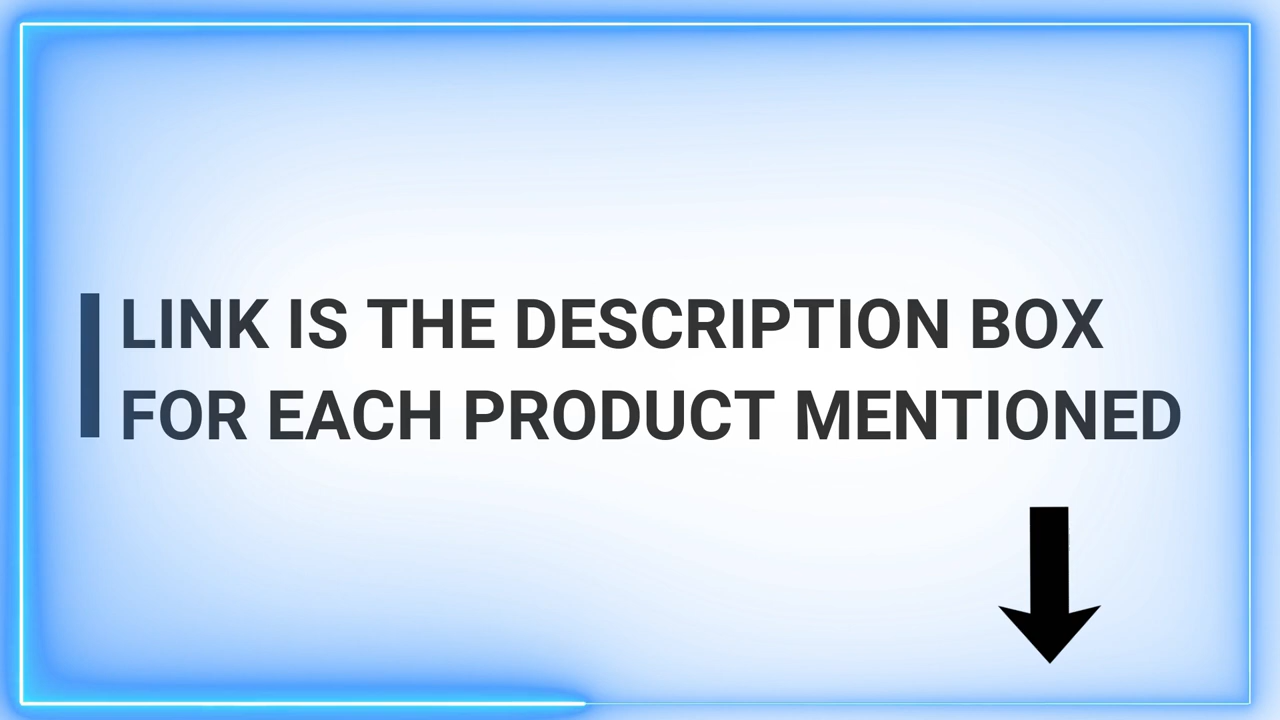 LINK IS THE DESCRIPTION BOX
FOR EACH PRODUCT MENTIONED